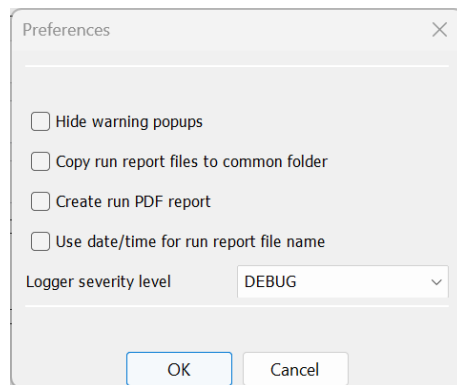 Preferences
Hide warning popups
Copy run report files to common folder
Create run PDF report
Use date/time for run report file name
Logger severity level DEBUG
OK Cancel